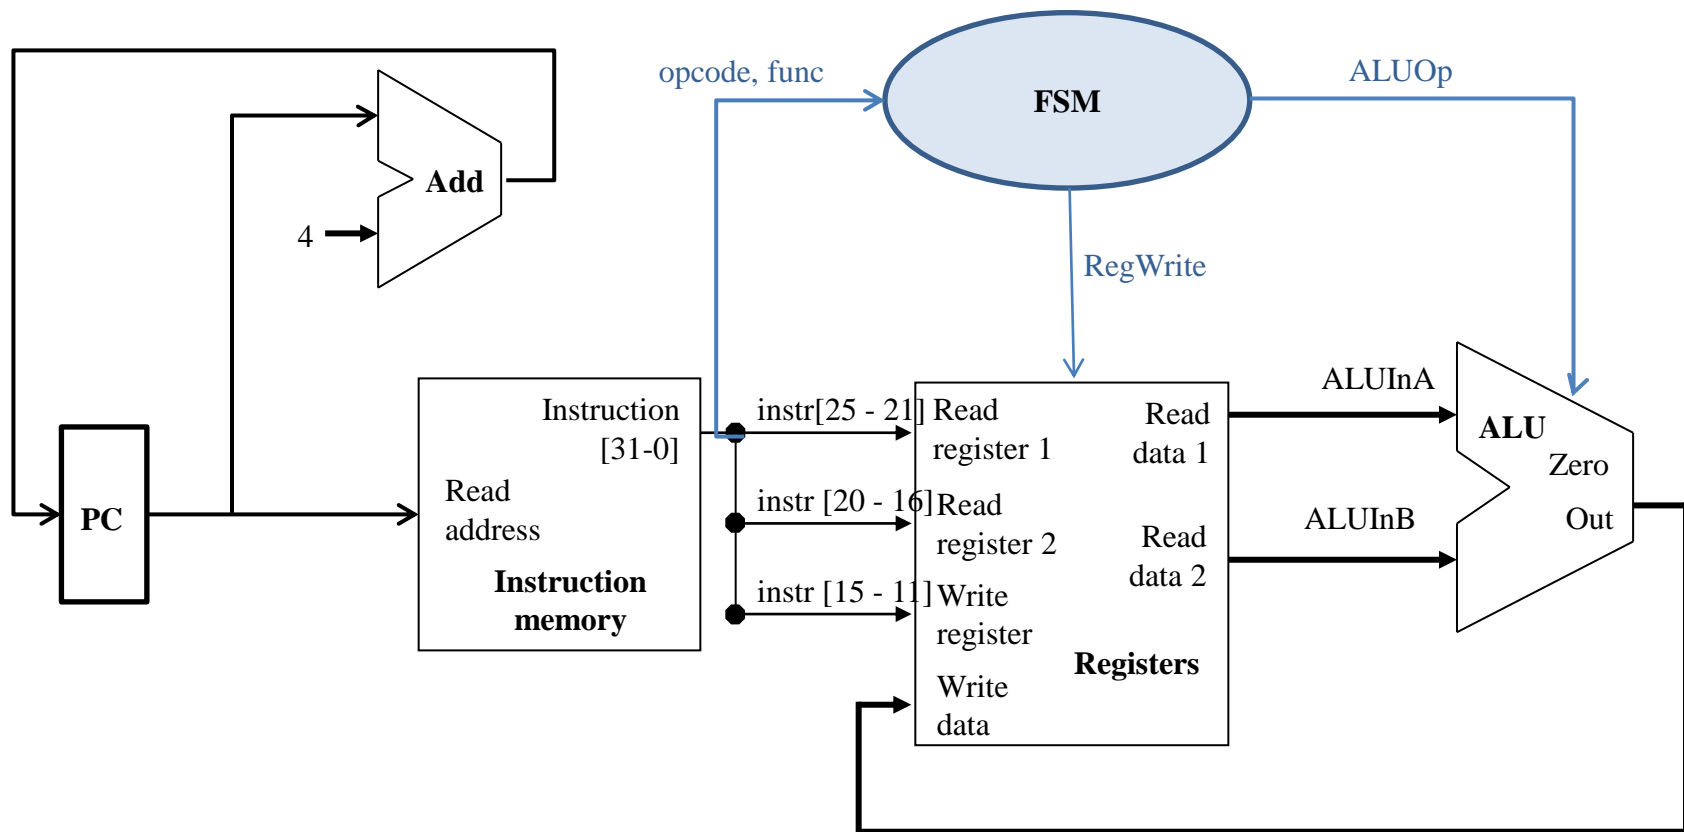 opcode, func
ALUOp
FSM
Add
4
RegWrite
ALUInA
Instruction
[31-0]
instr[25 - 21]
Read
register 1
Read
data 1
ALU
Zero
Read
address
instr [20 - 16]
Read
register 2
ALUInB
Out
PC
Read
data 2
Instruction
memory
instr [15 - 11]
Write
register
Registers
Write
data